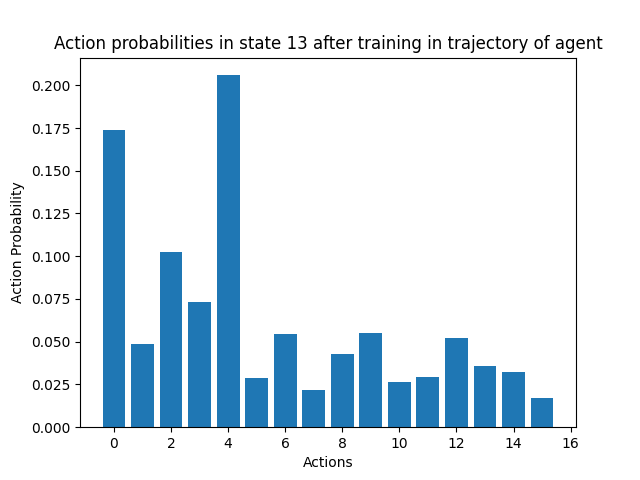 Action probabilities in state 13 after training in trajectory of agent
Action Probability
0.200
0.175
0.150
0.125
0.100
0.075
0.050
0.025
0.000
0 2 4 6 8 10 12 14 16
Actions